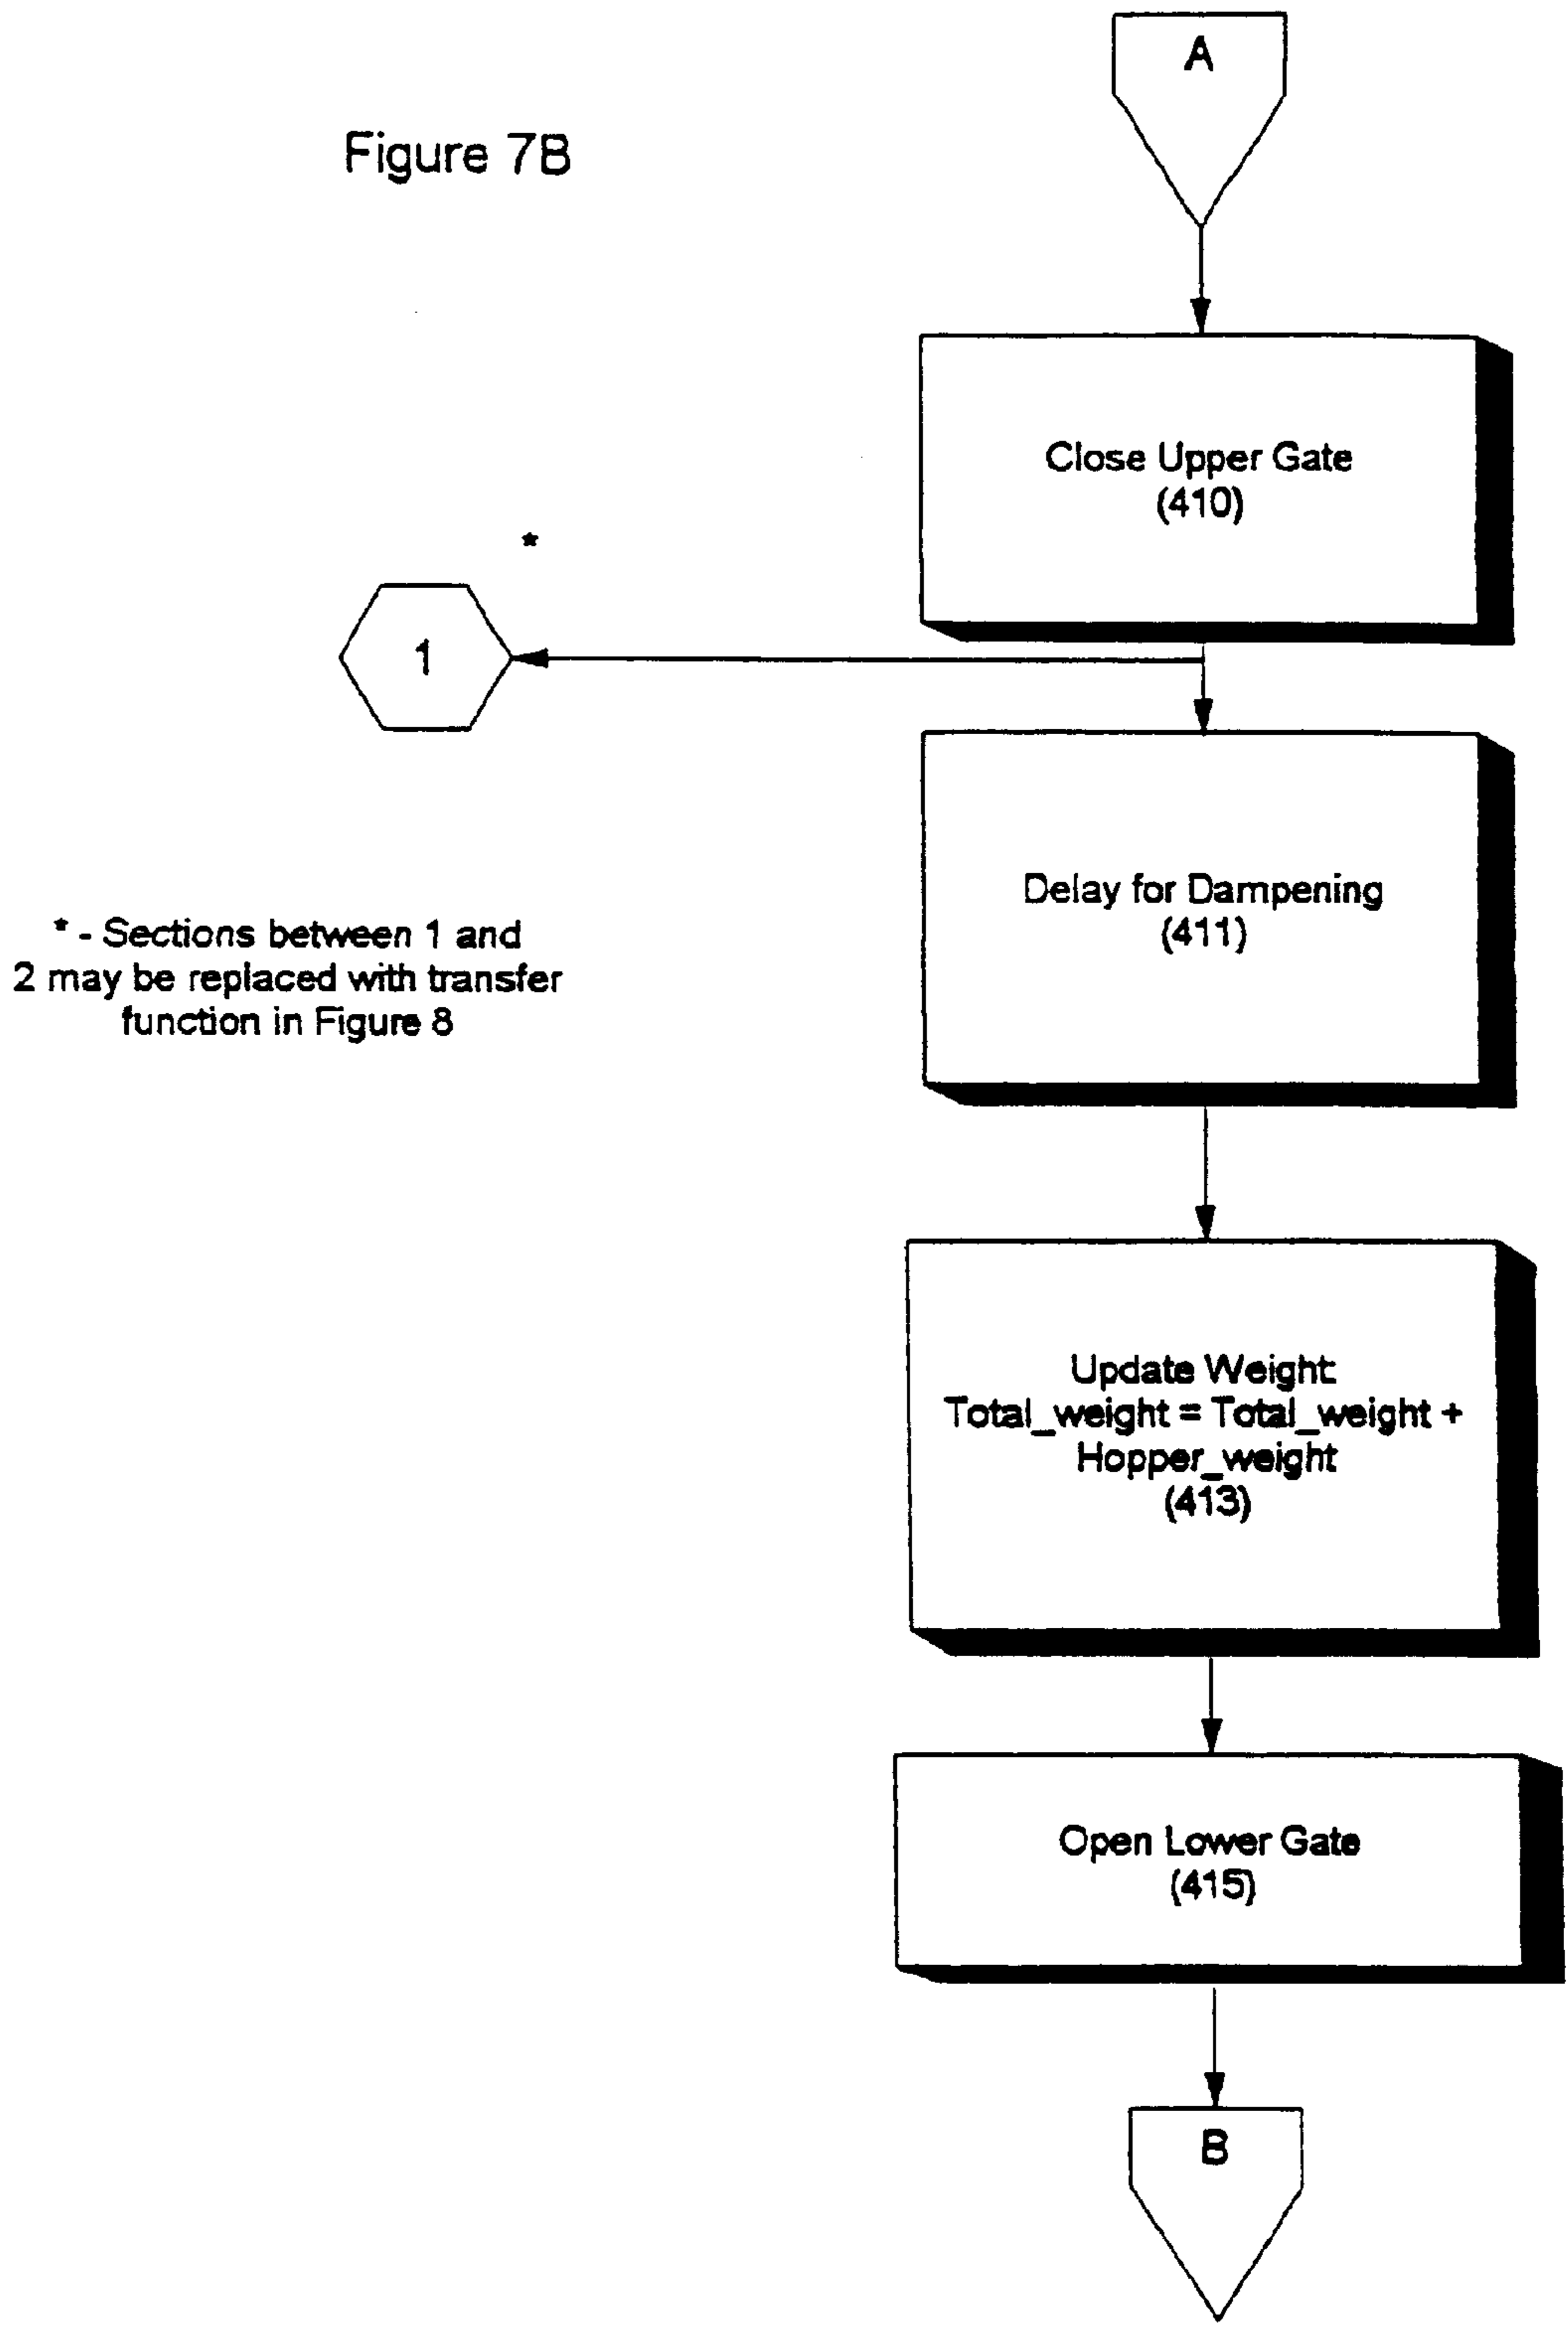 A
Figure 7B
Close Upper Gate
(410)
*
1
Delay for Dampening
(411)
* - Sections between 1 and
2 may be replaced with transfer
function in Figure 8
Update Weight:
Total_weight = Total_weight +
Hopper_weight
(413)
Open Lower Gate
(415)
B